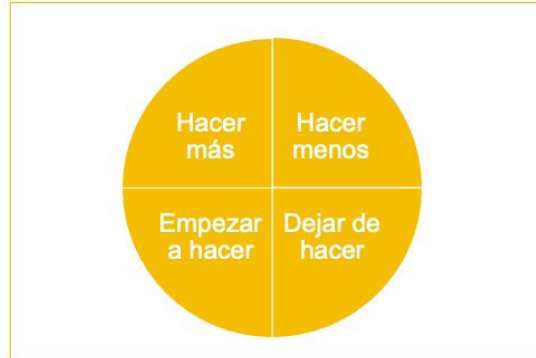 Hacer
más
Hacer
menos
Empezar
a hacer
Dejar de
hacer